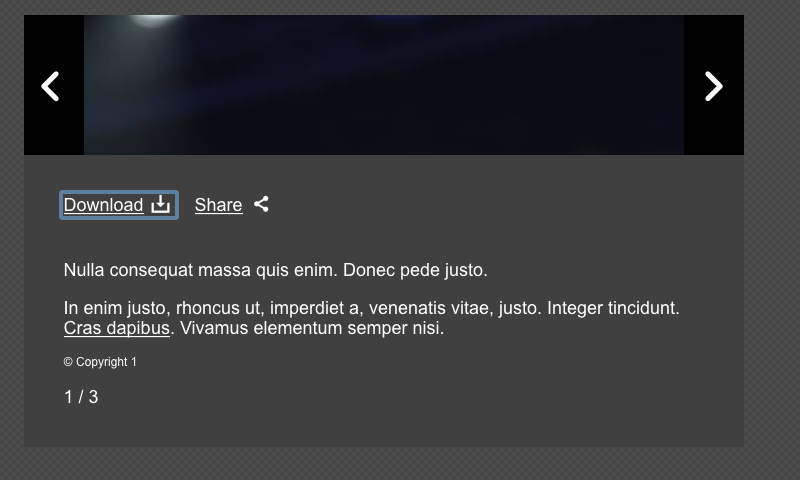 Download
Share
Nulla consequat massa quis enim. Donec pede justo.
In enim justo, rhoncus ut, imperdiet a, venenatis vitae, justo. Integer tincidunt.
Cras dapibus. Vivamus elementum semper nisi.
© Copyright 1
1 / 3